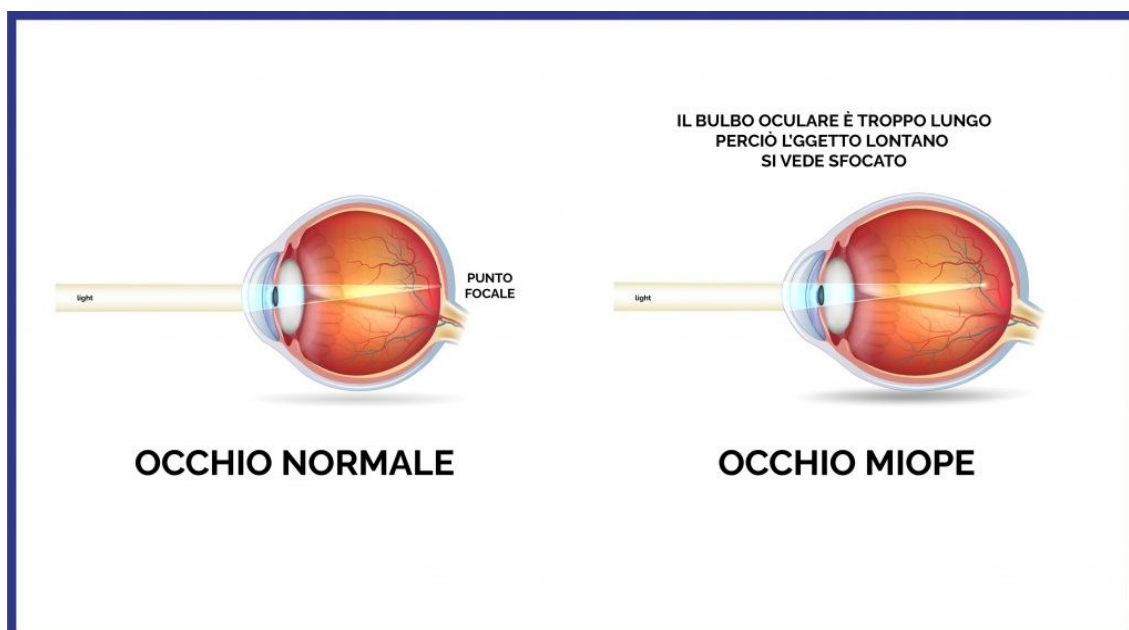 IL BULBO OCULARE È TROPPO LUNGO
PERCIÒ L'GGETTO LONTANO
SI VEDE SFOCATO
PUNTO
FOCALE
light
light
OCCHIO NORMALE
OCCHIO MIOPE